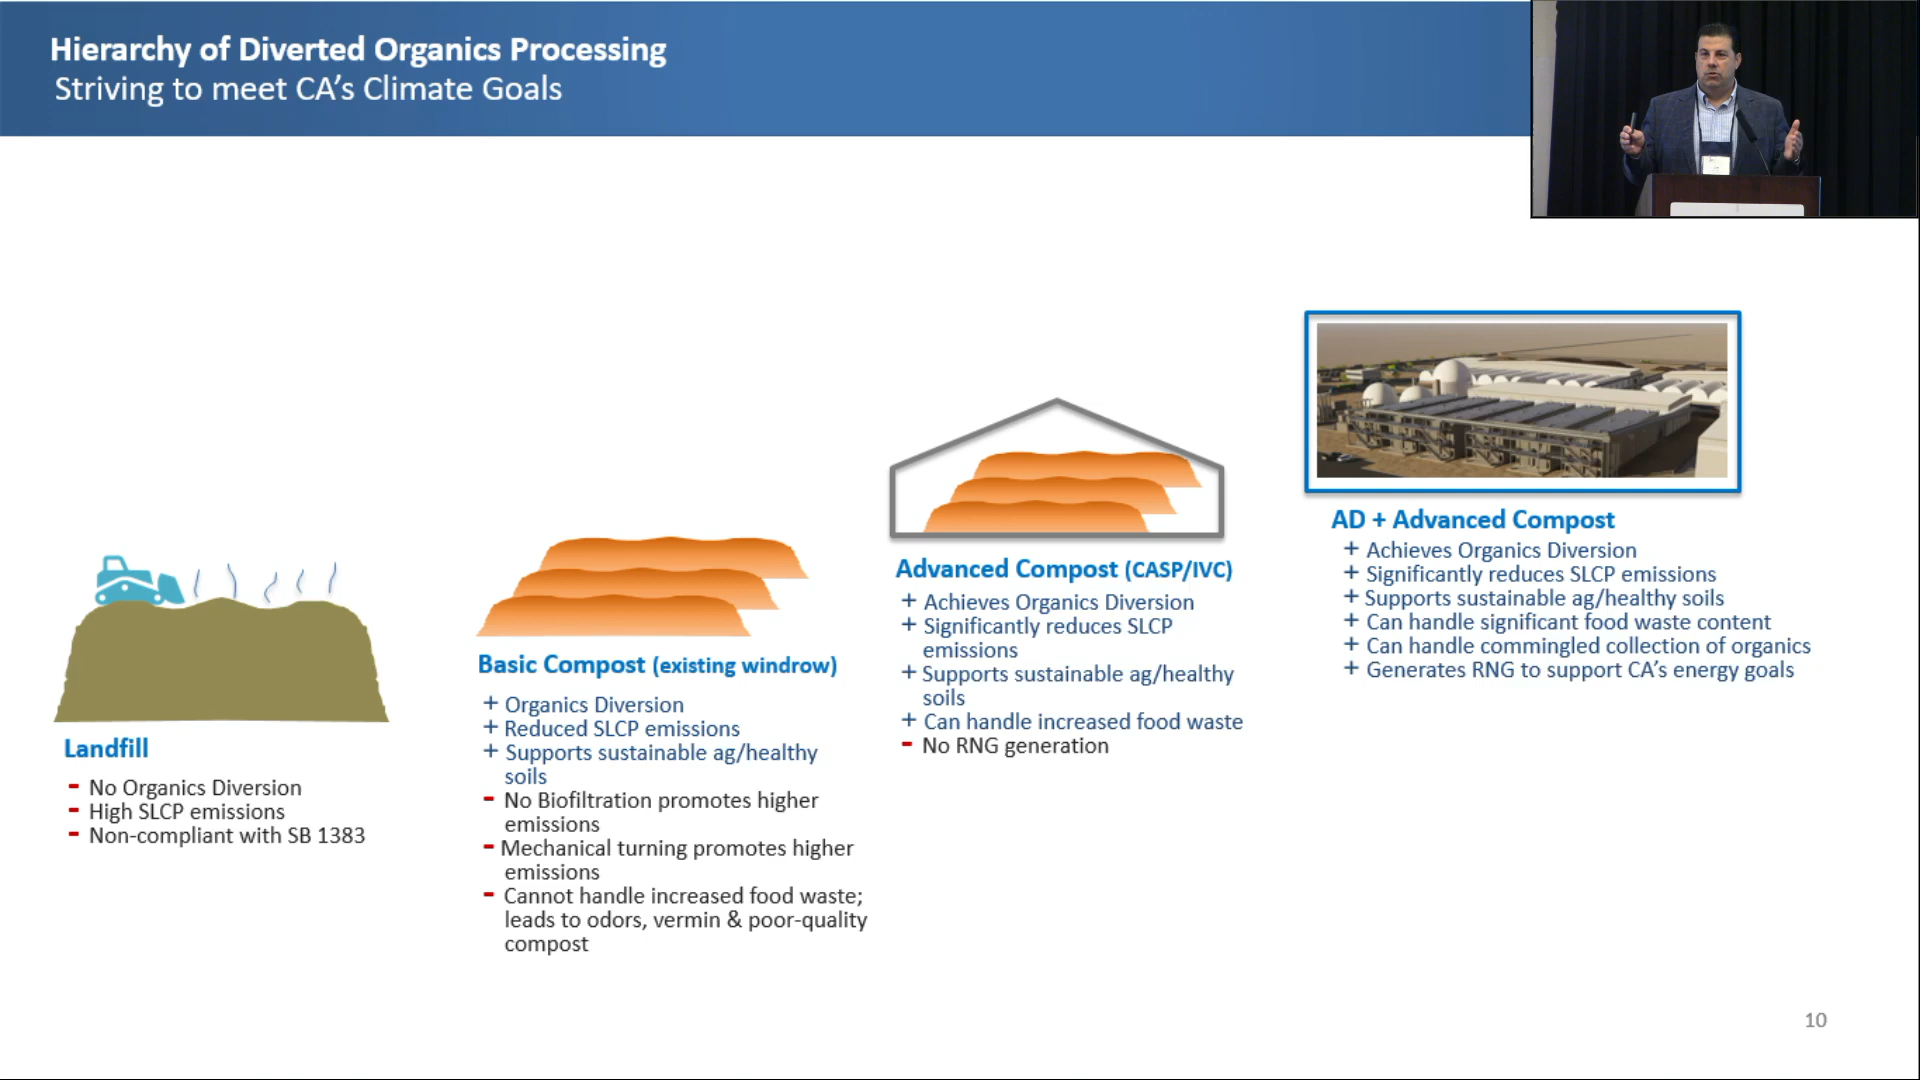 Hierarchy of Diverted Organics Processing
Striving to meet CA's Climate Goals
Landfill
- No Organics Diversion
- High SLCP emissions
- Non-compliant with SB 1383
Basic Compost (existing windrow)
+ Organics Diversion
+ Reduced SLCP emissions
+ Supports sustainable ag/healthy
soils
- No Biofiltration promotes higher
emissions
- Mechanical turning promotes higher
emissions
- Cannot handle increased food waste;
leads to odors, vermin & poor-quality
compost
Advanced Compost (CASP/IVC)
+ Achieves Organics Diversion
+ Significantly reduces SLCP
emissions
+ Supports sustainable ag/healthy
soils
+ Can handle increased food waste
- No RNG generation
AD + Advanced Compost
+ Achieves Organics Diversion
+ Significantly reduces SLCP emissions
+ Supports sustainable ag/healthy soils
+ Can handle significant food waste content
+ Can handle commingled collection of organics
+ Generates RNG to support CA's energy goals
10